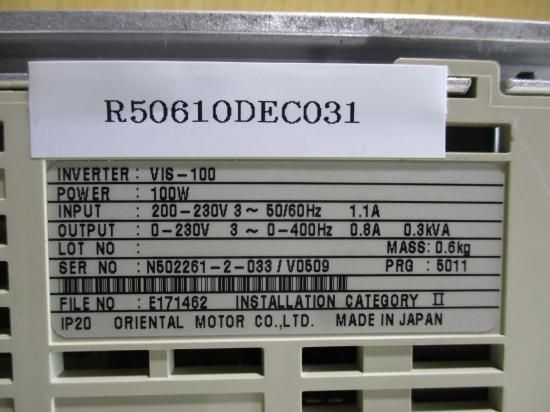 R50610DEC031
INVERTER: VIS-100
POWER : 100W
INPUT : 200-230V 3~ 50/60Hz 1.1A
OUTPUT : 0-230V 3~ 0-400Hz 0.8A 0.3kVA
LOT NO : MASS: 0.6kg
SER NO : N502261-2-033/V0509 PRG : 5011
FILE NO : E171462 INSTALLATION CATEGORY II
IP20 ORIENTAL MOTOR CO.,LTD. MADE IN JAPAN